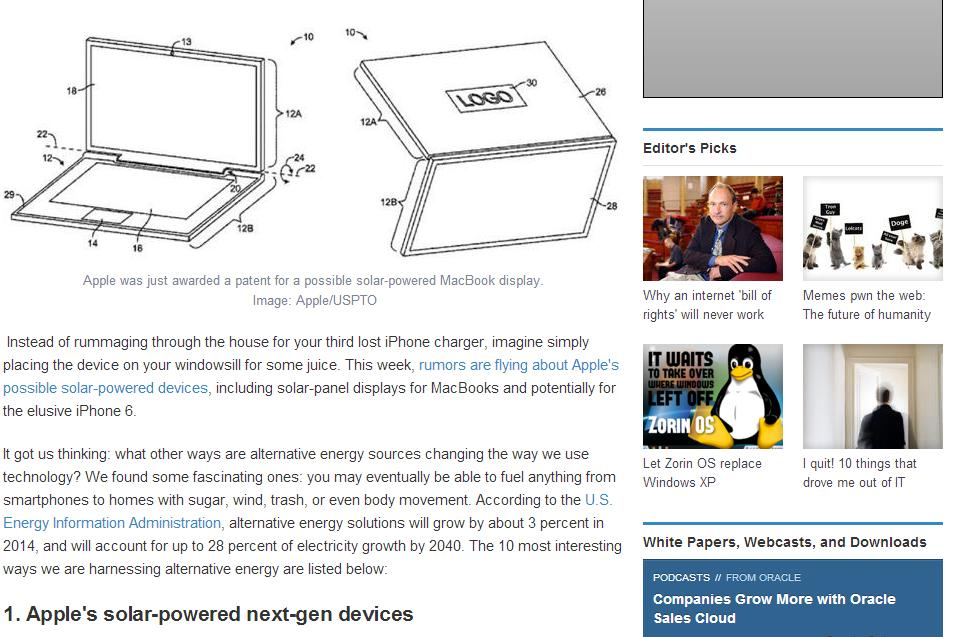 13
10
10
18
30
26
LOGO
12A
12A
22
24
22
12
20
29
12B
28
14
16
12B
Apple was just awarded a patent for a possible solar-powered MacBook display.
Image: Apple/USPTO
Instead of rummaging through the house for your third lost iPhone charger, imagine simply
placing the device on your windowsill for some juice. This week, rumors are flying about Apple's
possible solar-powered devices, including solar-panel displays for MacBooks and potentially for
the elusive iPhone 6.
It got us thinking: what other ways are alternative energy sources changing the way we use
technology? We found some fascinating ones: you may eventually be able to fuel anything from
smartphones to homes with sugar, wind, trash, or even body movement. According to the U.S.
Energy Information Administration, alternative energy solutions will grow by about 3 percent in
2014, and will account for up to 28 percent of electricity growth by 2040. The 10 most interesting
ways we are harnessing alternative energy are listed below:
1. Apple's solar-powered next-gen devices
Editor's Picks
Why an internet 'bill of
rights' will never work
Tron
Guy
Lolcatz
Doge
Memes pwn the web:
The future of humanity
IT WAITS
TO TAKE OVER
WHERE WINDOWS
LEFT OFF
ZORIN OS
Let Zorin OS replace
Windows XP
I quit! 10 things that
drove me out of IT
White Papers, Webcasts, and Downloads
PODCASTS // FROM ORACLE
Companies Grow More with Oracle
Sales Cloud